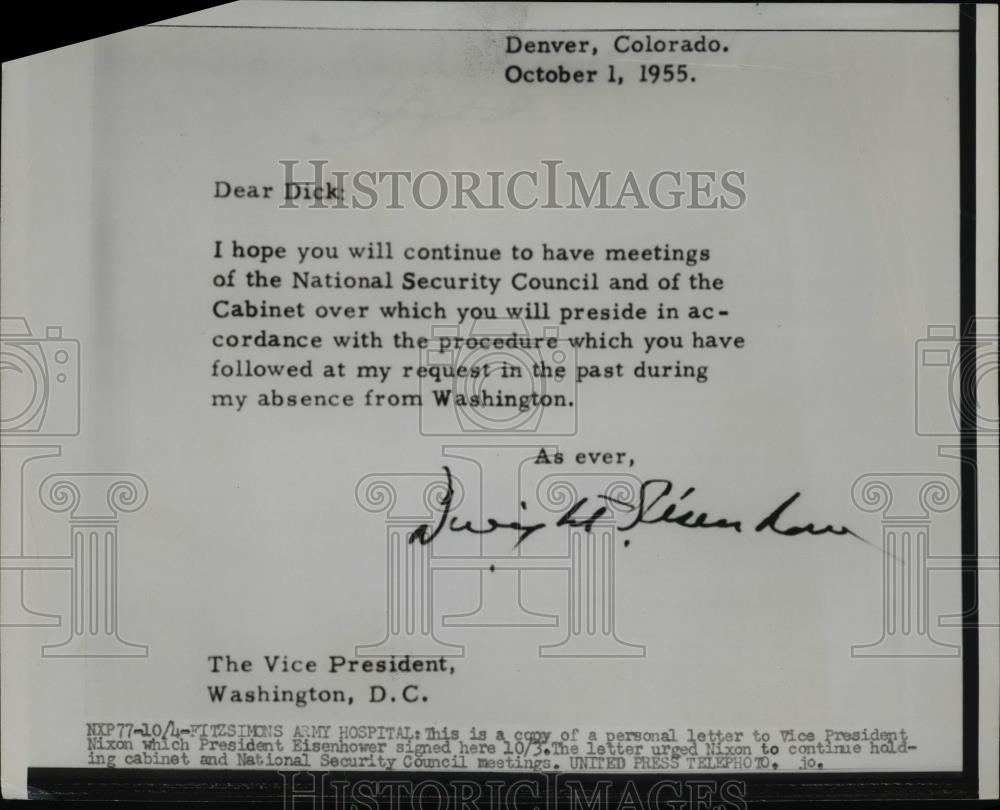 Denver, Colorado.
October 1, 1955.
HISTORICIMAGES
Dear Dick:
I hope you will continue to have meetings
of the National Security Council and of the
Cabinet over which you will preside in ac-
cordance with the procedure which you have
followed at my request in the past during
my absence from Washington.
As ever,
Dwight D. Eisenhower
The Vice President,
Washington, D.C.
NXP77-10/4-FITZSIMONS ARMY HOSPITAL: This is a copy of a personal letter to Vice President
Nixon which President Eisenhower signed here 10/3. The letter urged Nixon to continue hold-
ing cabinet and National Security Council meetings. UNITED PRESS TELEPHOTO. jo.
HISTORICIMAGES